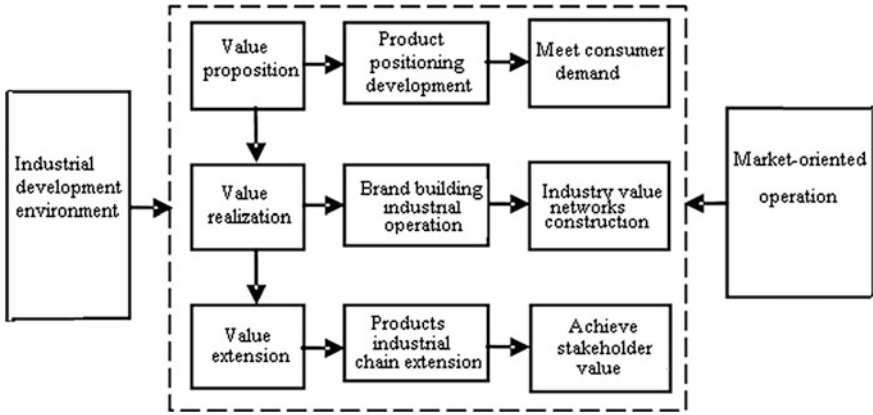 Value
proposition
Product
positioning
development
Meet consumer
demand
Industrial
development
environment
Value
realization
Brand building
industrial
operation
Industry value
networks
construction
Market-oriented
operation
Value
extension
Products
industrial
chain extension
Achieve
stakeholder
value